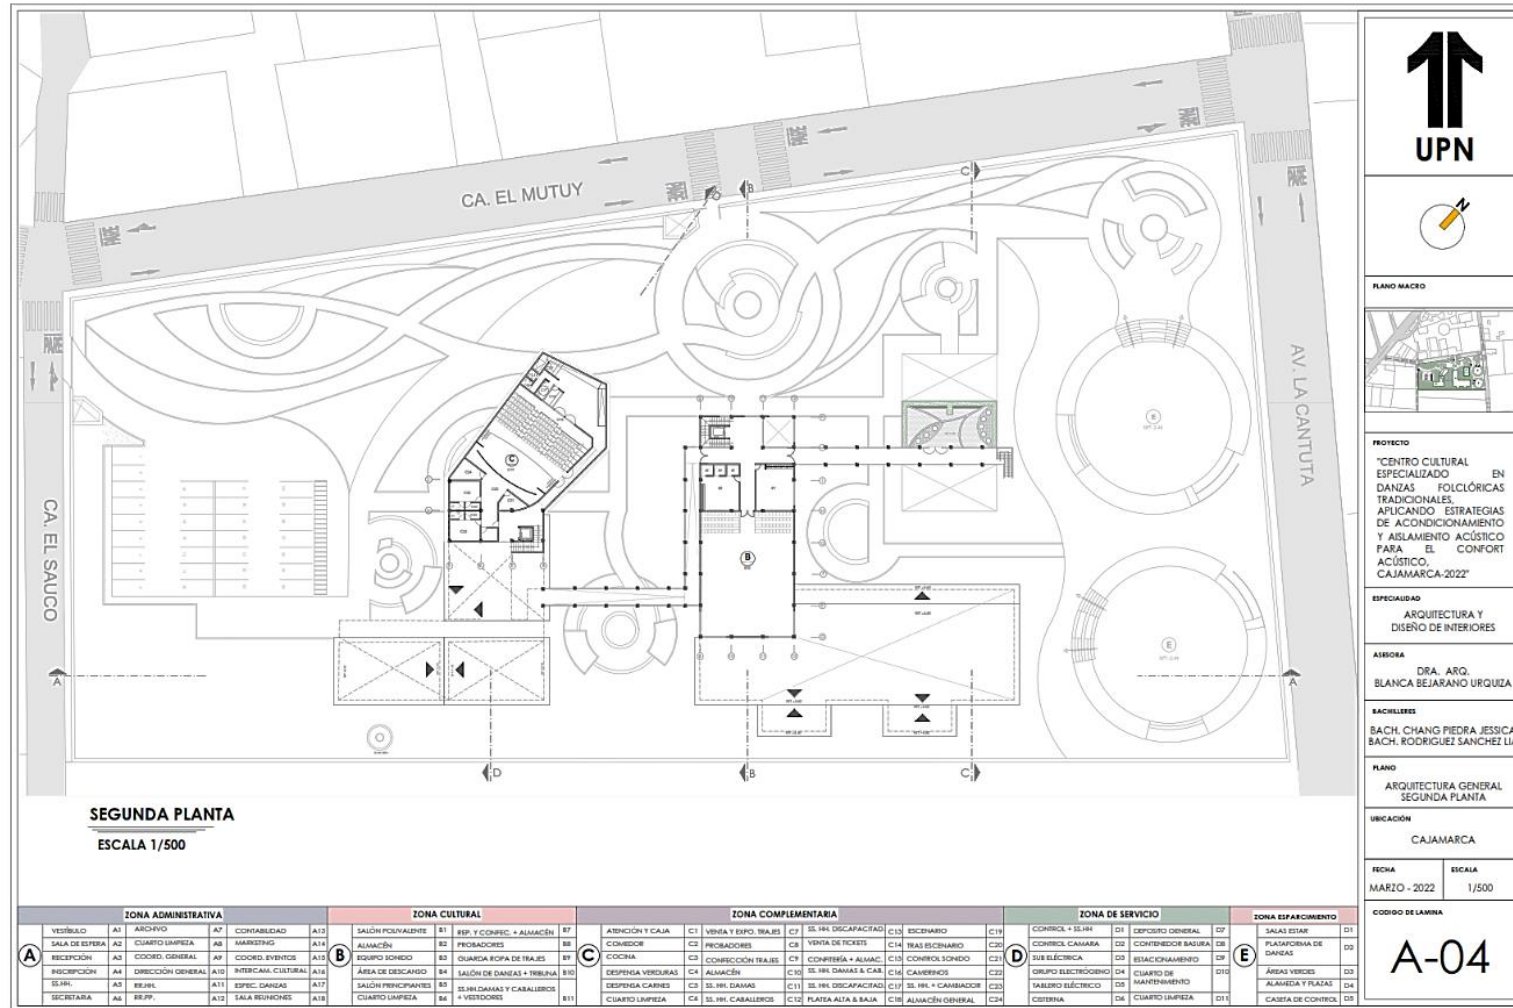 CA. EL MUTUY
PARE
PARE
PARE
PARE
PARE
CA. EL SAUCO
AV. LA CANTUTA
B
C
C
B
E
E
A
A
D
B
C
SEGUNDA PLANTA
ESCALA 1/500
UPN
N
PLANO MACRO
PROYECTO
"CENTRO CULTURAL
ESPECIALIZADO EN
DANZAS FOLCLÓRICAS
TRADICIONALES,
APLICANDO ESTRATEGIAS
DE ACONDICIONAMIENTO
Y AISLAMIENTO ACÚSTICO
PARA EL CONFORT
ACÚSTICO,
CAJAMARCA-2022"
ESPECIALIDAD
ARQUITECTURA Y
DISEÑO DE INTERIORES
ASESORA
DRA. ARQ.
BLANCA BEJARANO URQUIZA
BACHILLERES
BACH. CHANG PIEDRA JESSICA
BACH. RODRIGUEZ SANCHEZ LI
PLANO
ARQUITECTURA GENERAL
SEGUNDA PLANTA
UBICACIÓN
CAJAMARCA
FECHA
MARZO - 2022
ESCALA
1/500
CODIGO DE LAMINA
A-04
ZONA ADMINISTRATIVA
A
VESTÍBULO A1 ARCHIVO A7 CONTABILIDAD A13
SALA DE ESPERA A2 CUARTO LIMPIEZA A8 MARKETING A14
RECEPCIÓN A3 COORD. GENERAL A9 COORD. EVENTOS A15
INSCRIPCIÓN A4 DIRECCIÓN GENERAL A10 INTERCAM. CULTURAL A16
SS.HH. A5 RR.HH. A11 ESPEC. DANZAS A17
SECRETARIA A6 RR.PP. A12 SALA REUNIONES A18
ZONA CULTURAL
B
SALÓN POLIVALENTE B1 REP. Y CONFEC. + ALMACÉN B7
ALMACÉN B2 PROBADORES B8
EQUIPO SONIDO B3 GUARDA ROPA DE TRAJES B9
ÁREA DE DESCANSO B4 SALÓN DE DANZAS + TRIBUNA B10
SALÓN PRINCIPIANTES B5 SS.HH.DAMAS Y CABALLEROS
CUARTO LIMPIEZA B6 + VESTIDORES B11
ZONA COMPLEMENTARIA
C
ATENCIÓN Y CAJA C1 VENTA Y EXPO. TRAJES C7 SS. HH. DISCAPACITAD. C13 ESCENARIO C19
COMEDOR C2 PROBADORES C8 VENTA DE TICKETS C14 TRAS ESCENARIO C20
COCINA C3 CONFECCIÓN TRAJES C9 CONFITERÍA + ALMAC. C15 CONTROL SONIDO C21
DESPENSA VERDURAS C4 ALMACÉN C10 SS. HH. DAMAS & CAB. C16 CAMERINOS C22
DESPENSA CARNES C5 SS. HH. DAMAS C11 SS. HH. DISCAPACITAD. C17 SS. HH. + CAMBIADOR C23
CUARTO LIMPIEZA C6 SS. HH. CABALLEROS C12 PLATEA ALTA & BAJA C18 ALMACÉN GENERAL C24
ZONA DE SERVICIO
D
CONTROL + SS.HH D1 DEPOSITO GENERAL D7
CONTROL CAMARA D2 CONTENEDOR BASURA D8
SUB ELÉCTRICA D3 ESTACIONAMIENTO D9
GRUPO ELECTRÓGENO D4 CUARTO DE D10
TABLERO ELÉCTRICO D5 MANTENIMIENTO
CISTERNA D6 CUARTO LIMPIEZA D11
ZONA ESPARCIMIENTO
E
SALAS ESTAR D1
PLATAFORMA DE D2
DANZAS
ÁREAS VERDES D3
ALAMEDA Y PLAZAS D4
CASETA DE CONTROL